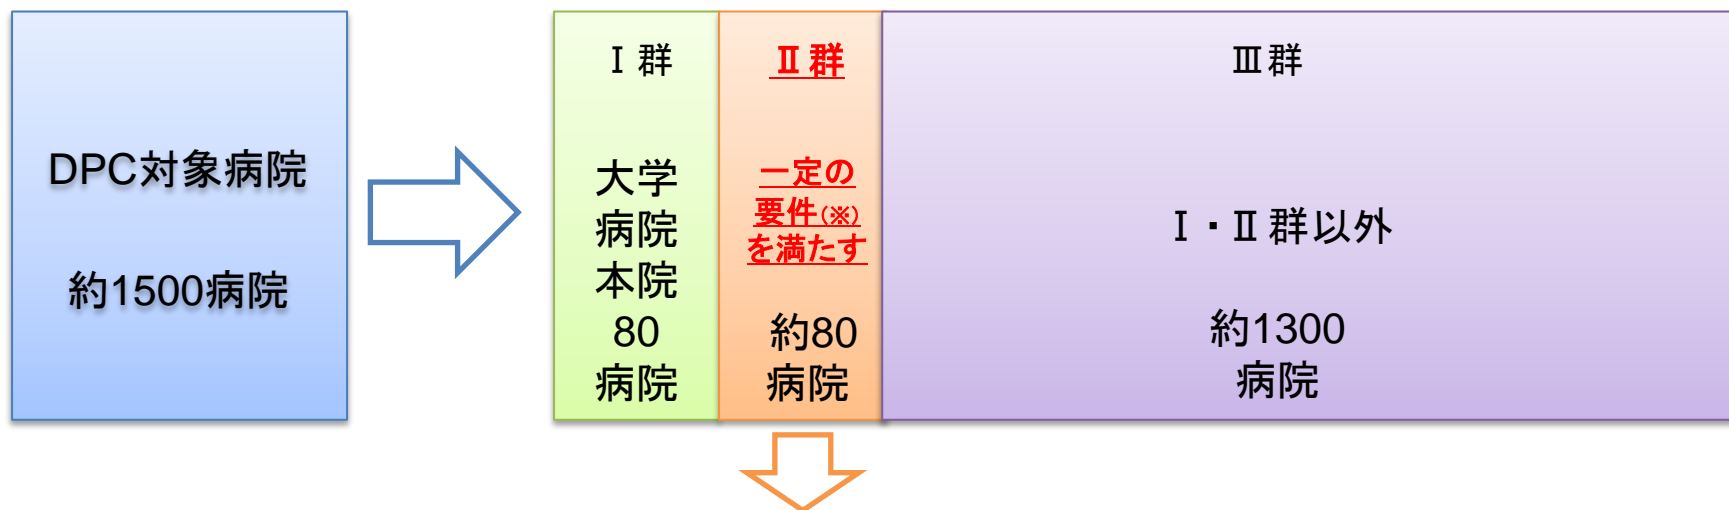 DPC対象病院
約1500病院
Ⅰ群
大学
病院
本院
80
病院
Ⅱ群
一定の
要件(※)
を満たす
約80
病院
Ⅲ群
Ⅰ・Ⅱ群以外
約1300
病院